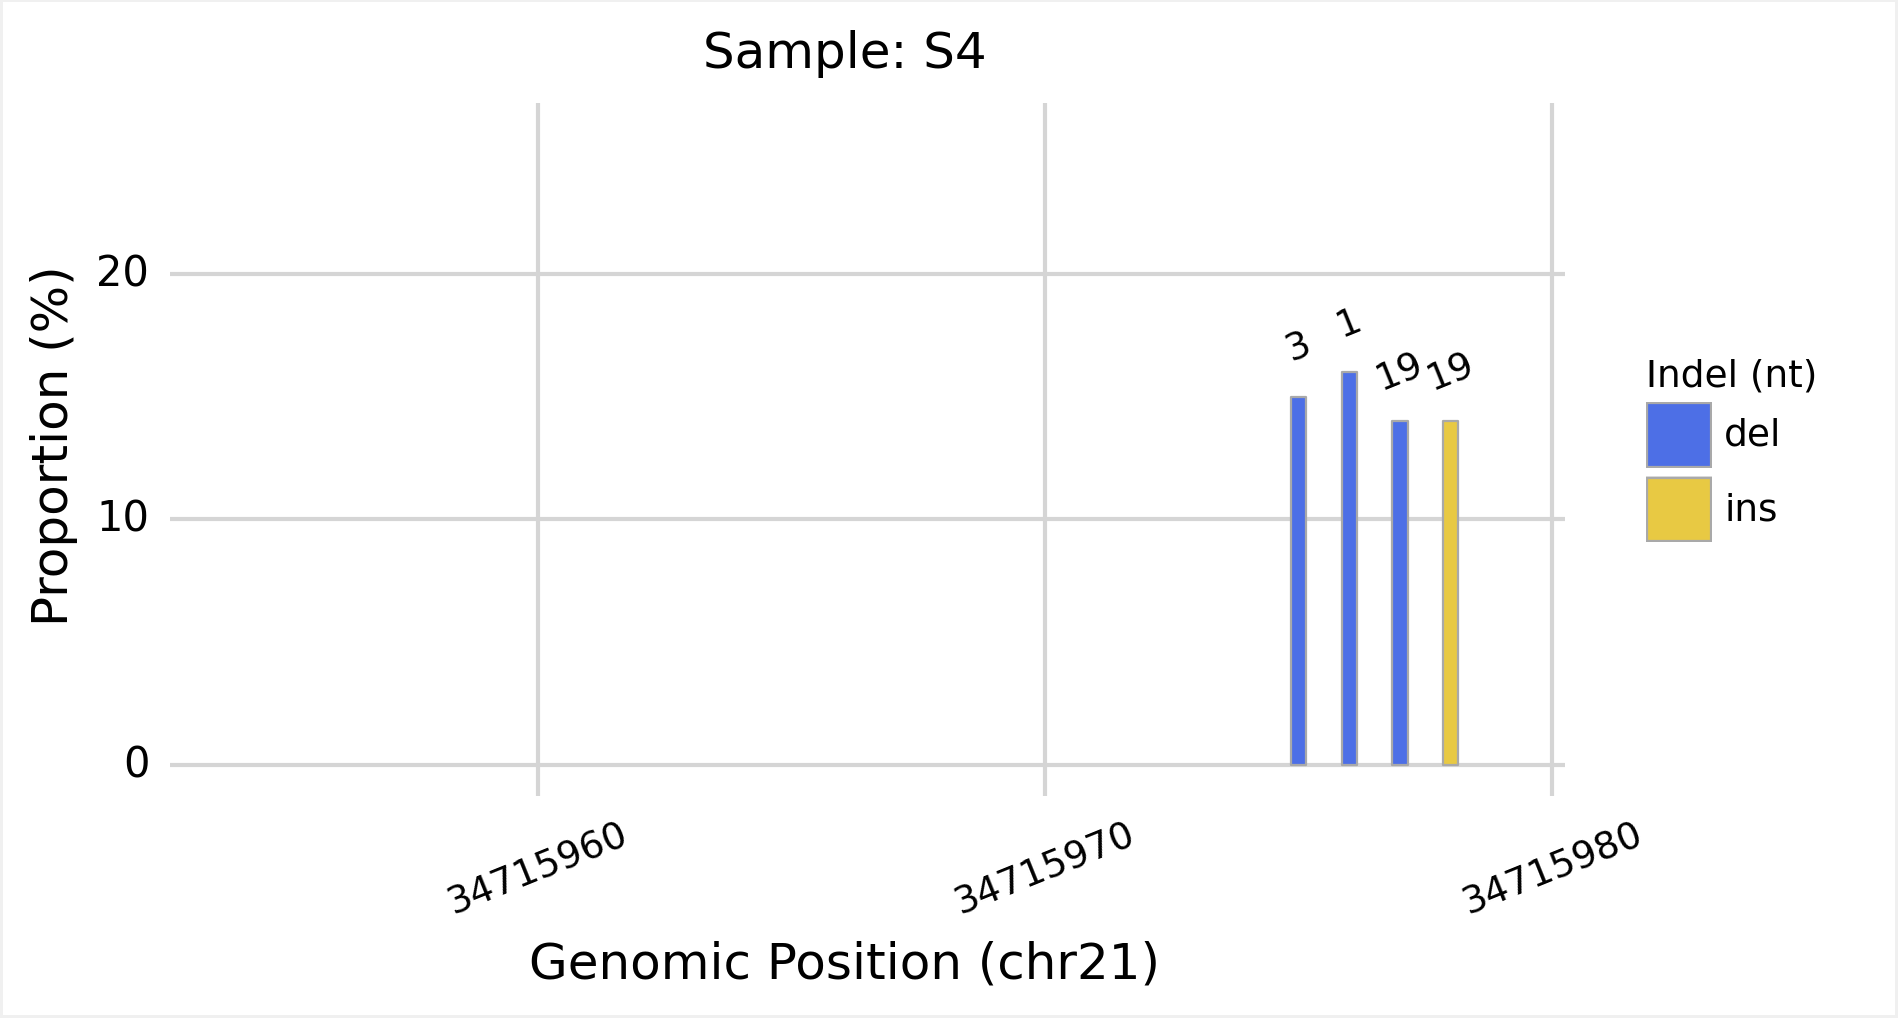 Sample: S4
Proportion (%)
20
10
0
3
1
19
19
34715960
34715970
34715980
Genomic Position (chr21)
Indel (nt)
del
ins